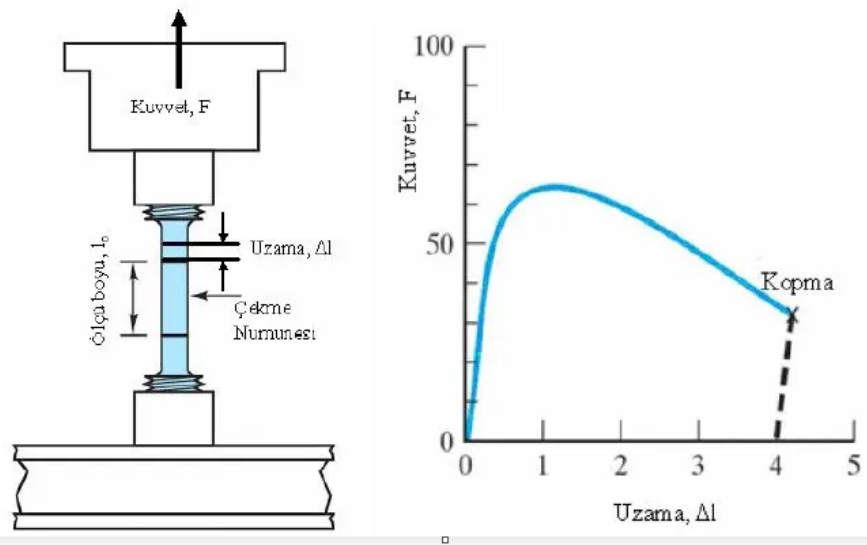 Kuvvet, F
Ölçü boyu, l₀
Uzama, Δl
Çekme
Numunesi
Kuvvet, F
100
50
0
Kopma
0 1 2 3 4 5
Uzama, Δl